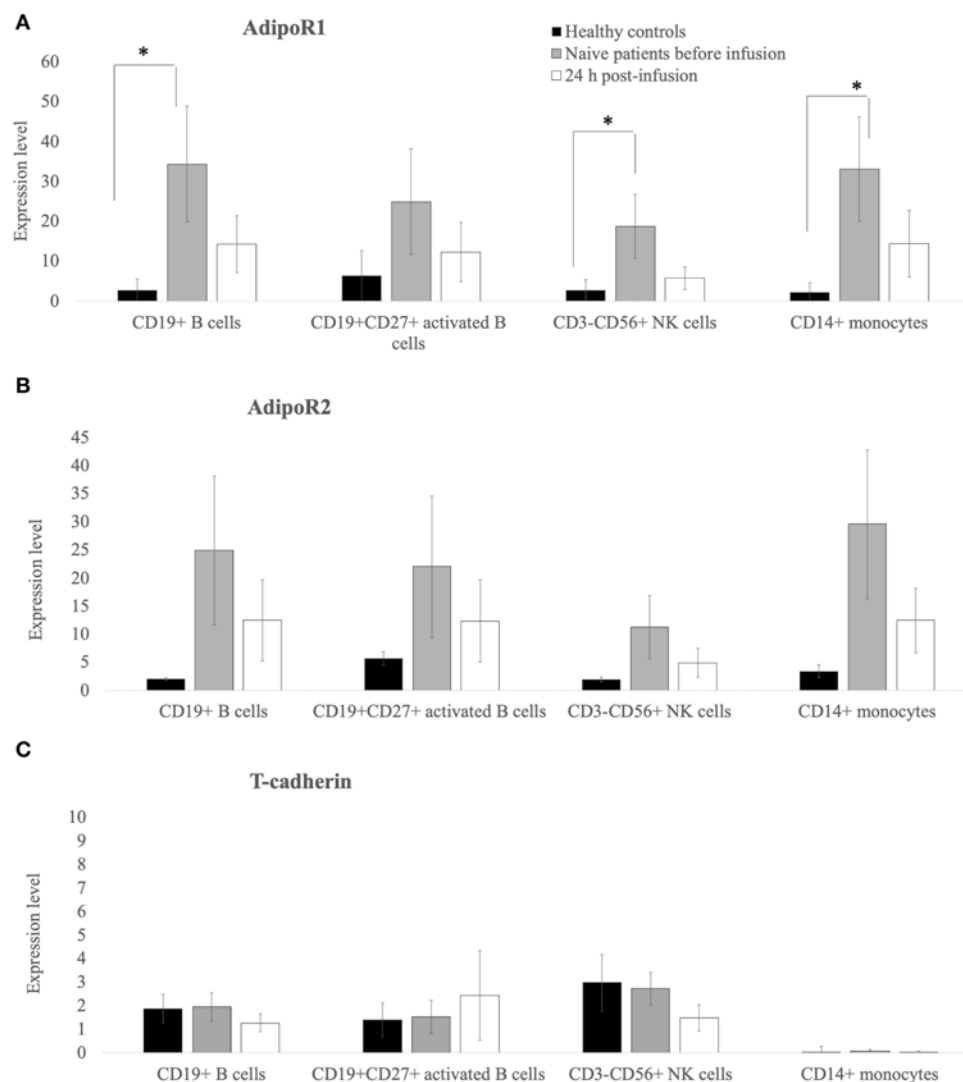 A
AdipoR1
Healthy controls
Naive patients before infusion
24 h post-infusion
Expression level
60
50
40
30
20
10
0
*
*
*
CD19+ B cells
CD19+CD27+ activated B
cells
CD3-CD56+ NK cells
CD14+ monocytes
B
AdipoR2
Expression level
45
40
35
30
25
20
15
10
5
0
CD19+ B cells
CD19+CD27+ activated B cells
CD3-CD56+ NK cells
CD14+ monocytes
C
T-cadherin
Expression level
10
9
8
7
6
5
4
3
2
1
0
CD19+ B cells
CD19+CD27+ activated B cells
CD3-CD56+ NK cells
CD14+ monocytes